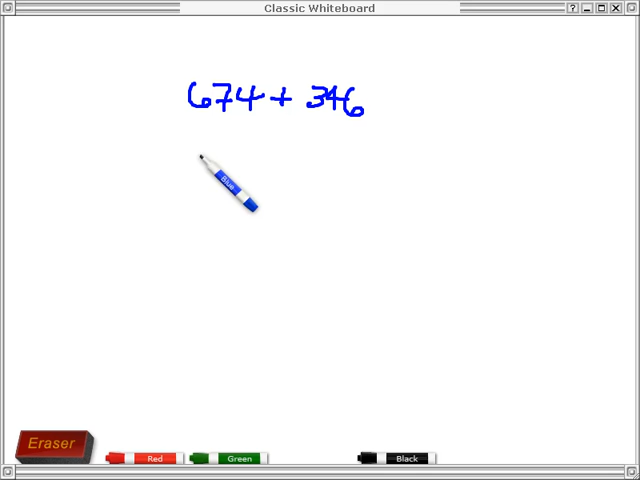 Classic Whiteboard
?
674 + 346
Blue
Eraser
Red
Green
Black